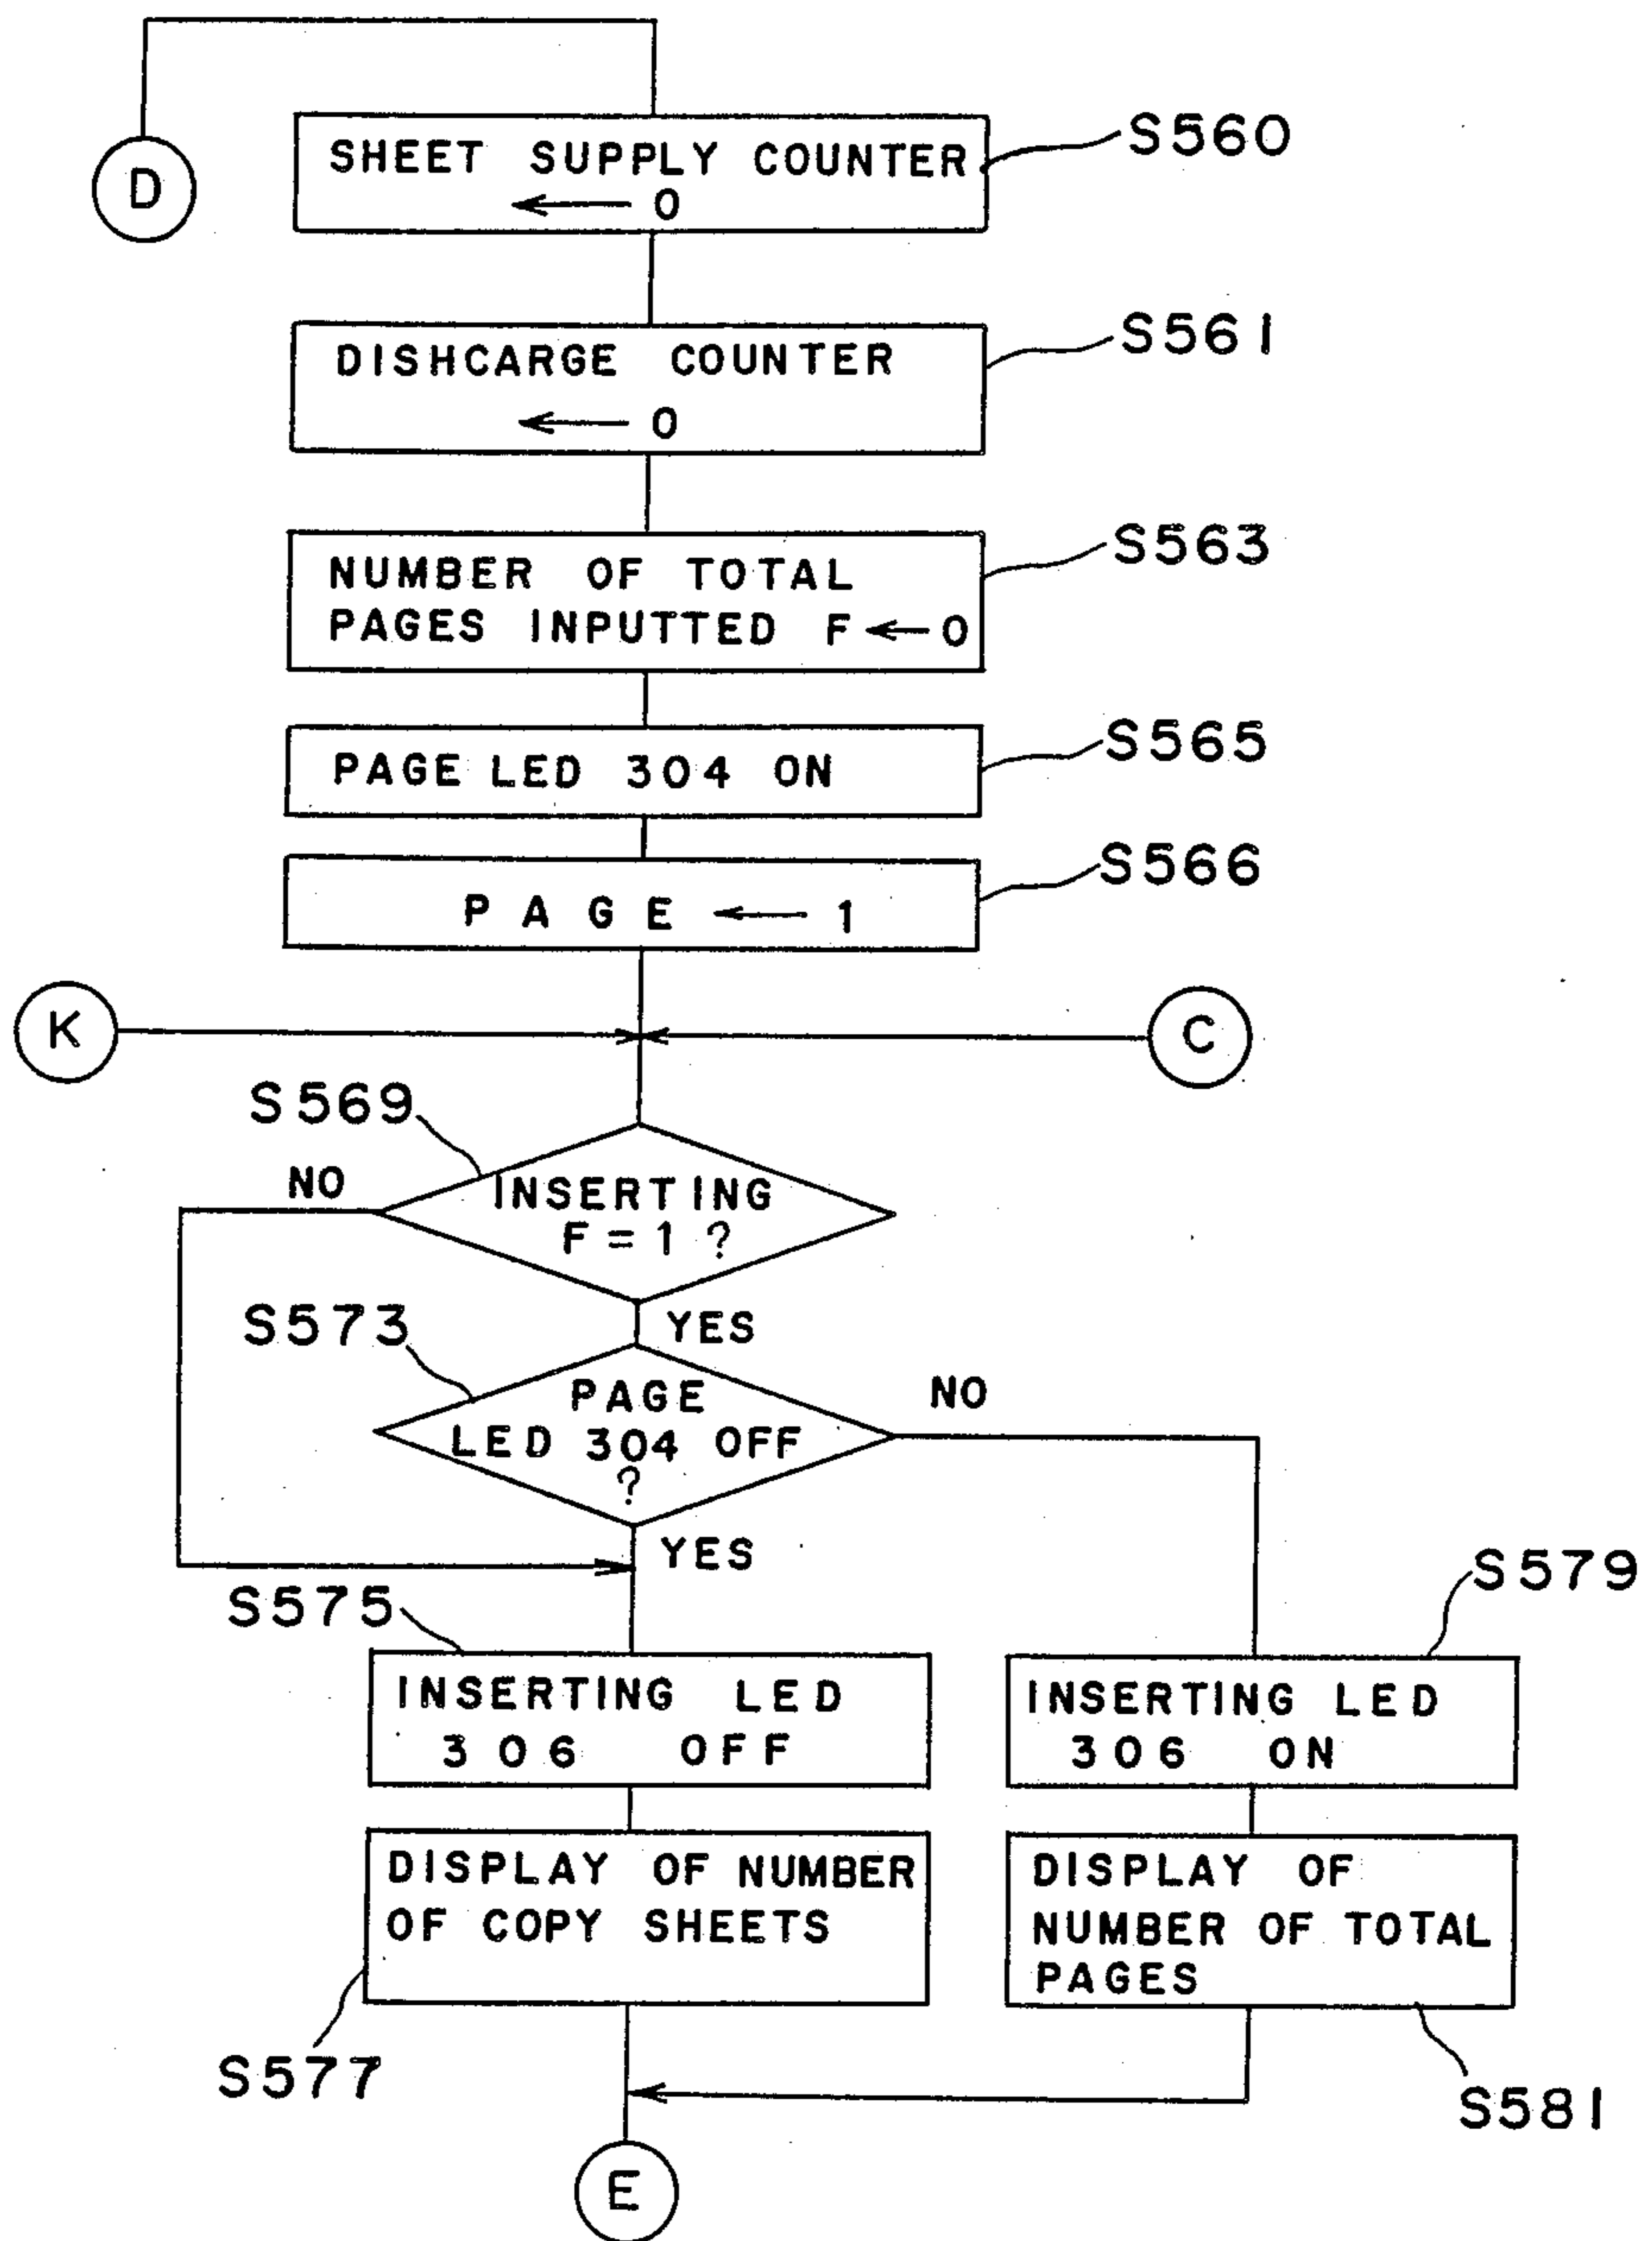 D
SHEET SUPPLY COUNTER
← 0
S560
DISHCARGE COUNTER
← 0
S561
NUMBER OF TOTAL
PAGES INPUTTED F ← 0
S563
PAGE LED 304 ON
S565
PAGE ← 1
S566
K
C
S569
NO
INSERTING
F = 1 ?
YES
S573
PAGE
LED 304 OFF
?
NO
YES
S575
INSERTING LED
306 OFF
S579
INSERTING LED
306 ON
DISPLAY OF NUMBER
OF COPY SHEETS
S577
DISPLAY OF
NUMBER OF TOTAL
PAGES
S581
E